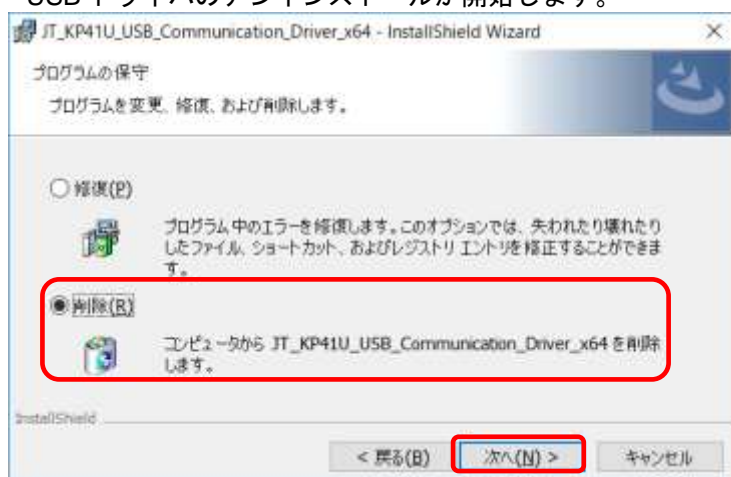 USB ドライバのアンインストールが開始します。
JT_KP41U_USB_Communication_Driver_x64 - InstallShield Wizard
プログラムの保守
プログラムを変更、修復、および削除します。
修復(P)
プログラム中のエラーを修復します。このオプションでは、失われたり壊れたり
したファイル、ショートカット、およびレジストリ エントリを修正することができま
す。
削除(R)
コンピュータから JT_KP41U_USB_Communication_Driver_x64 を削除
します。
InstallShield
< 戻る(B) 次へ(N) > キャンセル